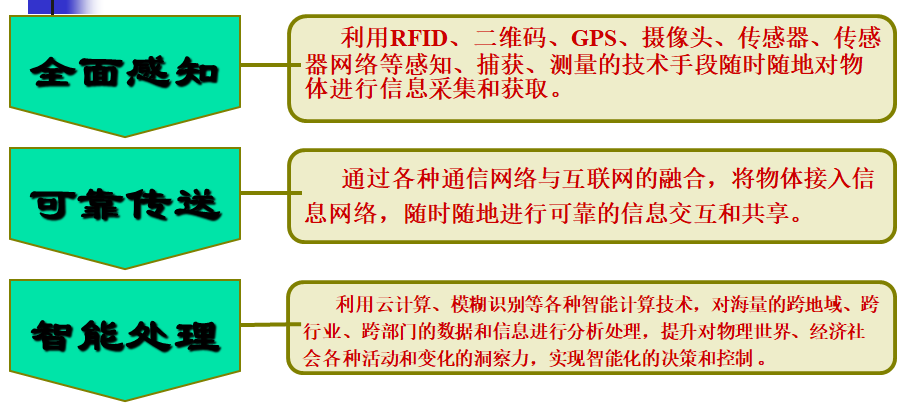 全面感知
利用RFID、二维码、GPS、摄像头、传感器、传感
器网络等感知、捕获、测量的技术手段随时随地对物
体进行信息采集和获取。
可靠传送
通过各种通信网络与互联网的融合，将物体接入信
息网络，随时随地进行可靠的信息交互和共享。
智能处理
利用云计算、模糊识别等各种智能计算技术，对海量的跨地域、跨
行业、跨部门的数据和信息进行分析处理，提升对物理世界、经济社
会各种活动和变化的洞察力，实现智能化的决策和控制。